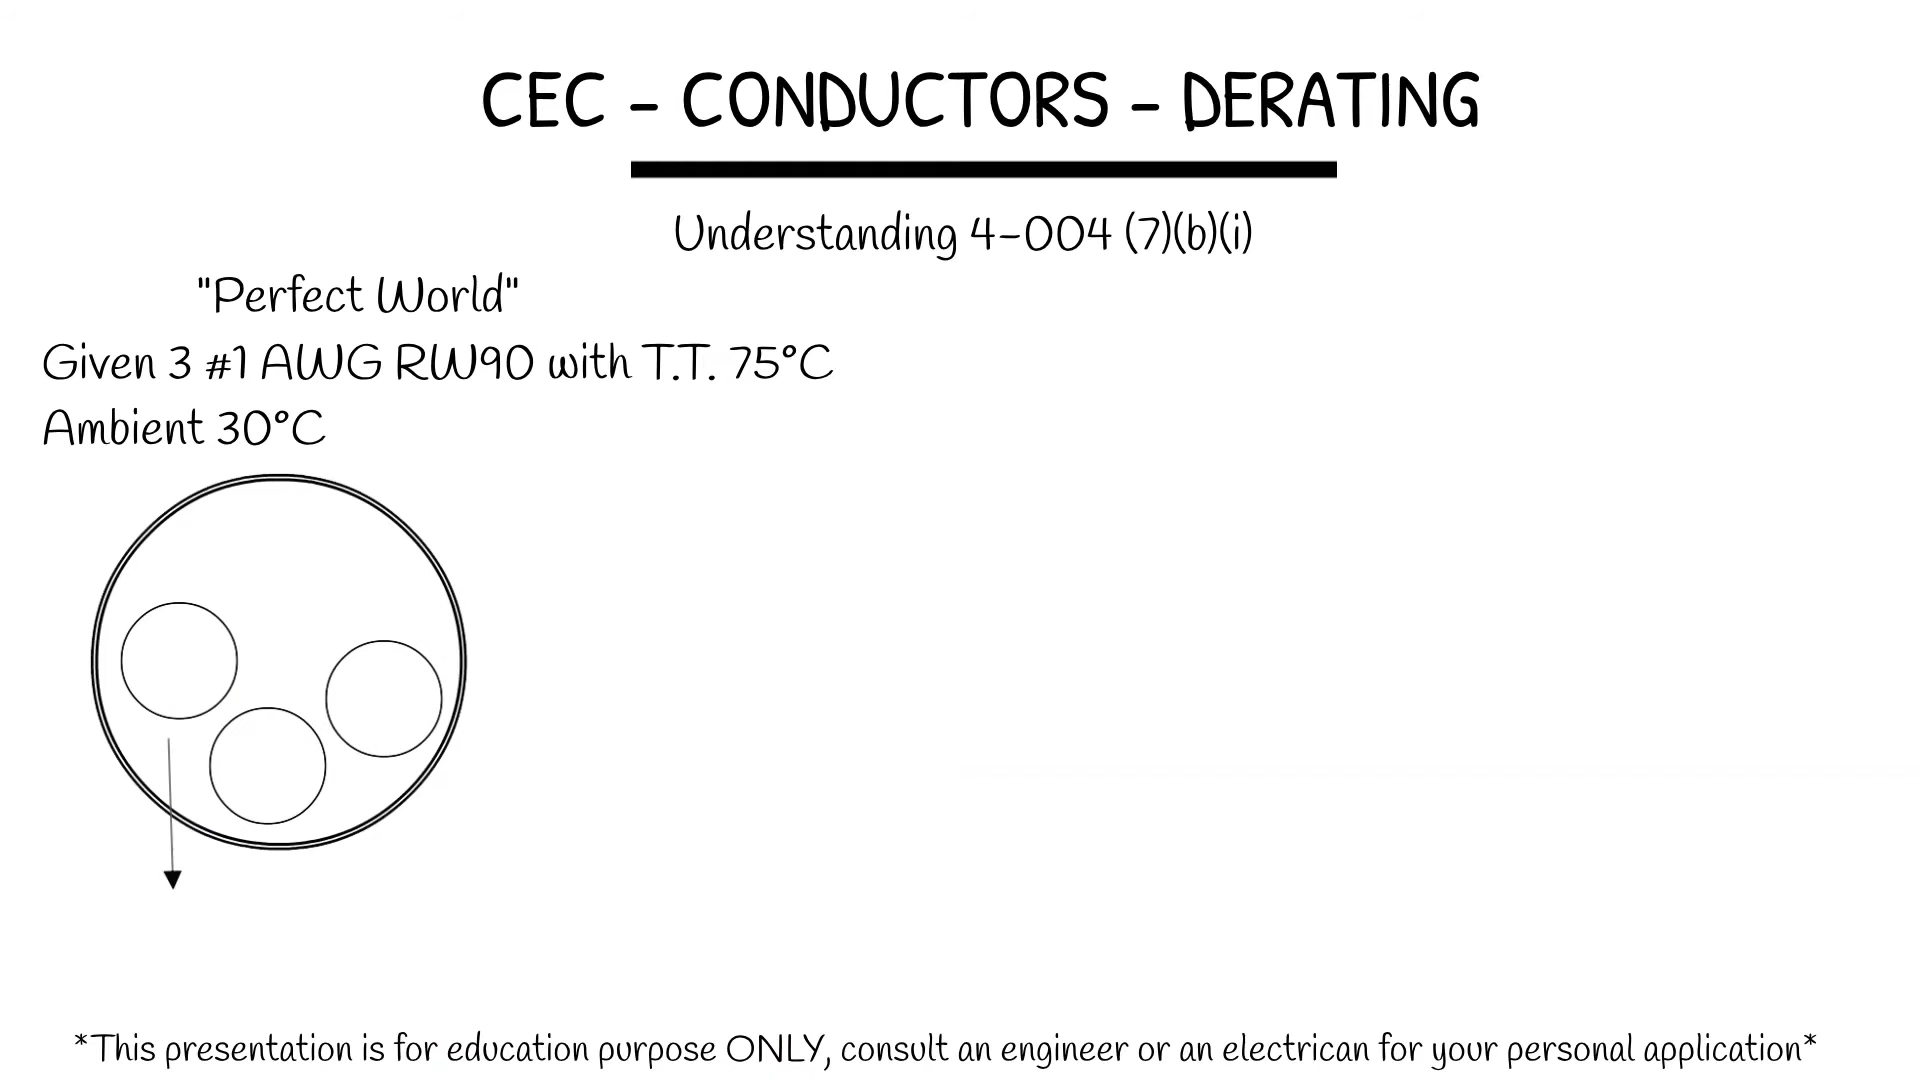 CEC - CONDUCTORS - DERATING
Understanding 4-004 (7)(b)(i)
"Perfect World"
Given 3 #1 AWG RW90 with T.T. 75°C
Ambient 30°C
*This presentation is for education purpose ONLY, consult an engineer or an electrican for your personal application*